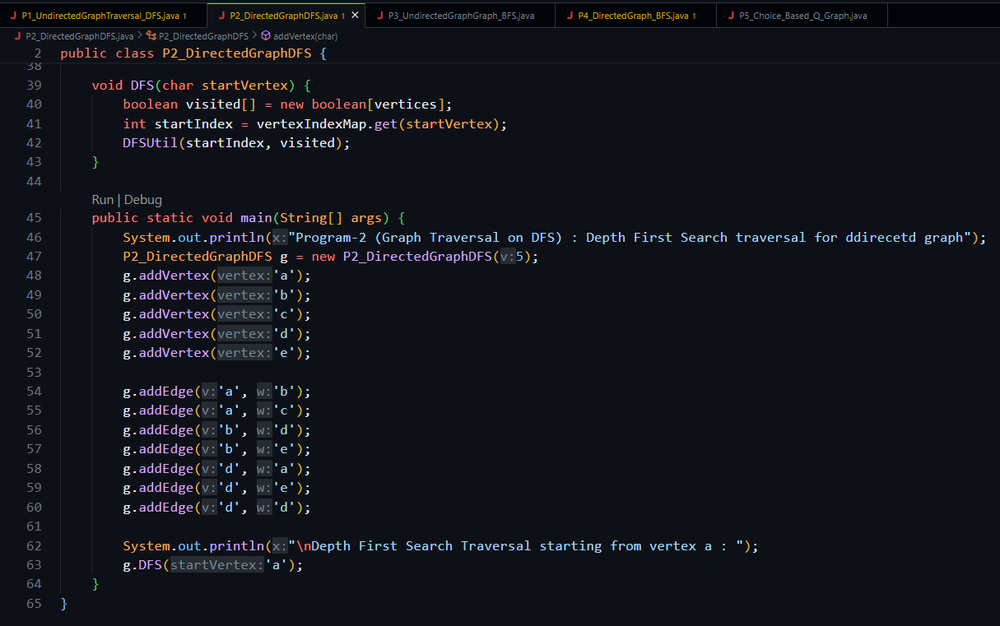 P1_UndirectedGraphTraversal_DFS.java 1 P2_DirectedGraphDFS.java 1 × P3_UndirectedGraphGraph_BFS.java P4_DirectedGraph_BFS.java 1 P5_Choice_Based_Q_Graph.java
P2_DirectedGraphDFS.java > P2_DirectedGraphDFS > addVertex(char)
2 public class P2_DirectedGraphDFS {
38
39 void DFS(char startVertex) {
40 boolean visited[] = new boolean[vertices];
41 int startIndex = vertexIndexMap.get(startVertex);
42 DFSUtil(startIndex, visited);
43 }
44
Run | Debug
45 public static void main(String[] args) {
46 System.out.println(x:"Program-2 (Graph Traversal on DFS) : Depth First Search traversal for ddirecetd graph");
47 P2_DirectedGraphDFS g = new P2_DirectedGraphDFS(v:5);
48 g.addVertex(vertex:'a');
49 g.addVertex(vertex:'b');
50 g.addVertex(vertex:'c');
51 g.addVertex(vertex:'d');
52 g.addVertex(vertex:'e');
53
54 g.addEdge(v:'a', w:'b');
55 g.addEdge(v:'a', w:'c');
56 g.addEdge(v:'b', w:'d');
57 g.addEdge(v:'b', w:'e');
58 g.addEdge(v:'d', w:'a');
59 g.addEdge(v:'d', w:'e');
60 g.addEdge(v:'d', w:'d');
61
62 System.out.println(x:"\nDepth First Search Traversal starting from vertex a : ");
63 g.DFS(startVertex:'a');
64 }
65 }